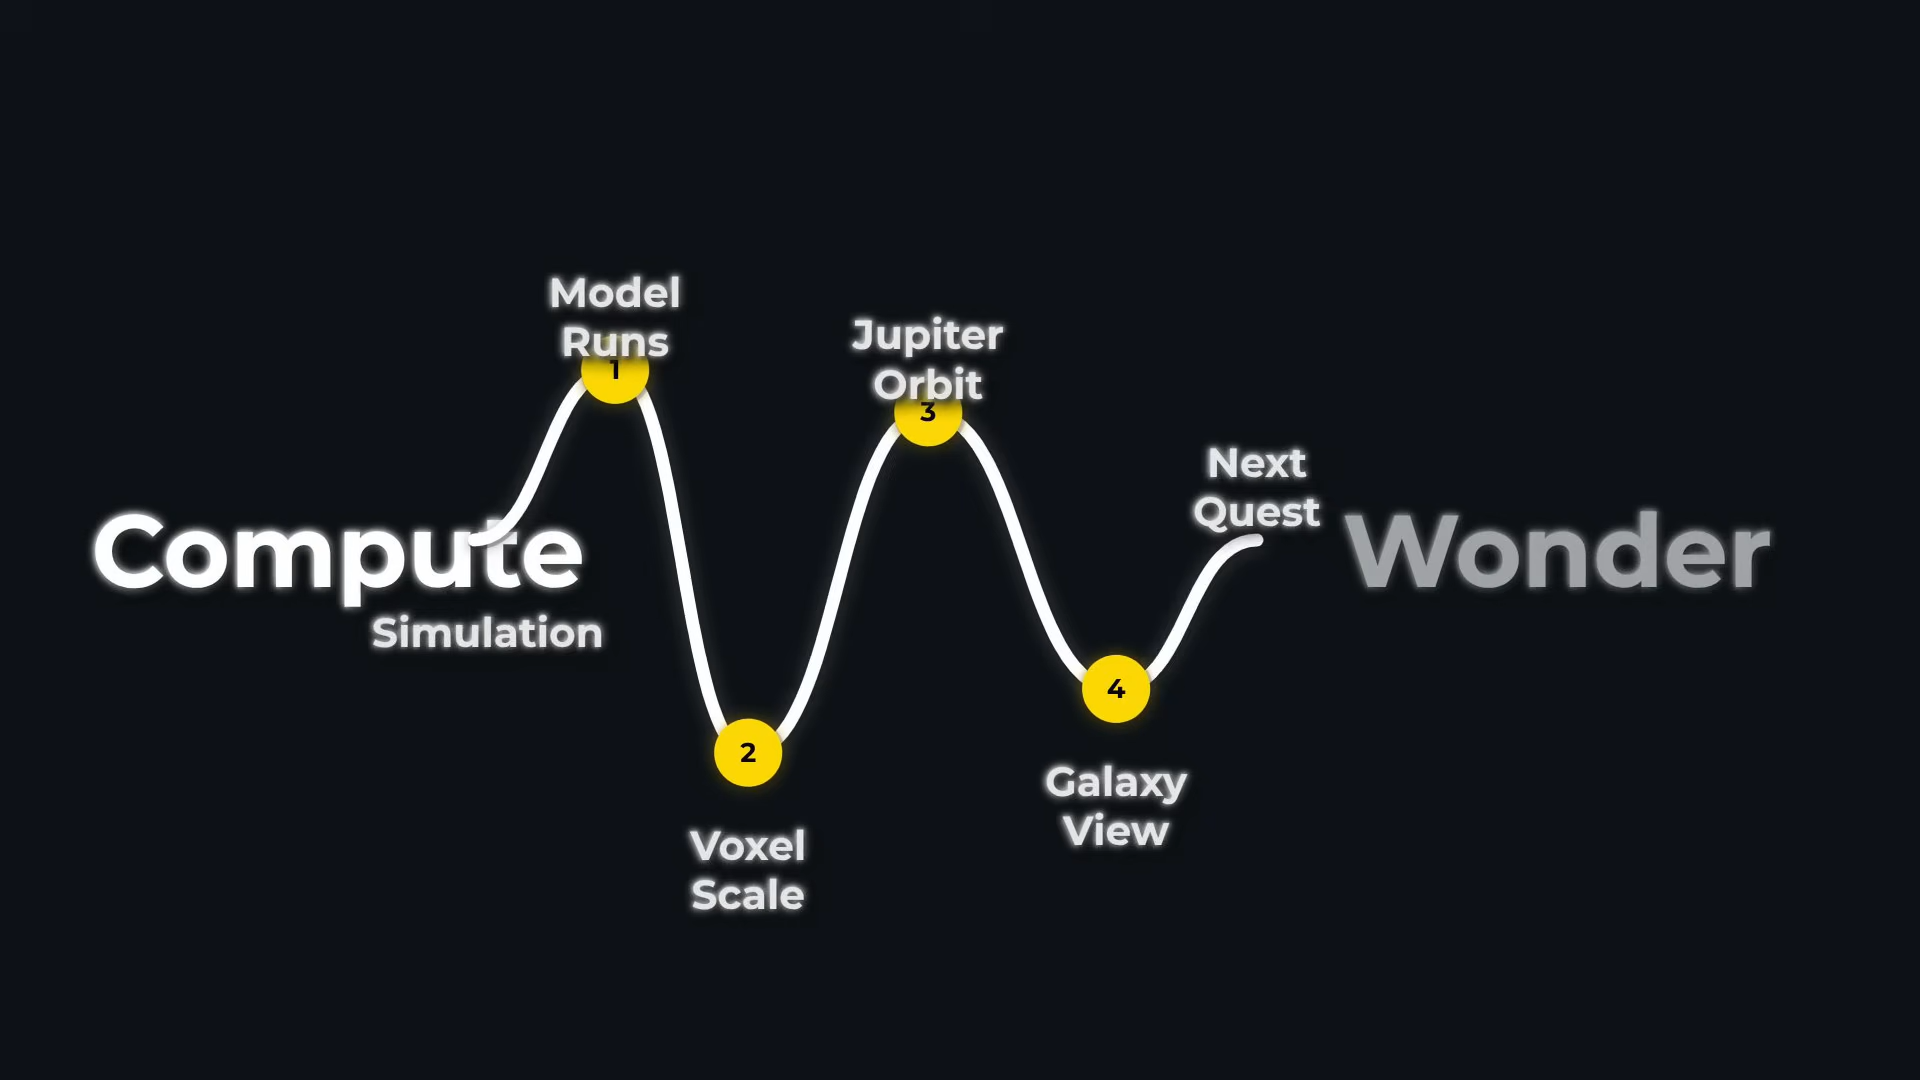 Compute
Simulation
Model
Runs
1
2
Voxel
Scale
Jupiter
Orbit
3
4
Galaxy
View
Next
Quest
Wonder